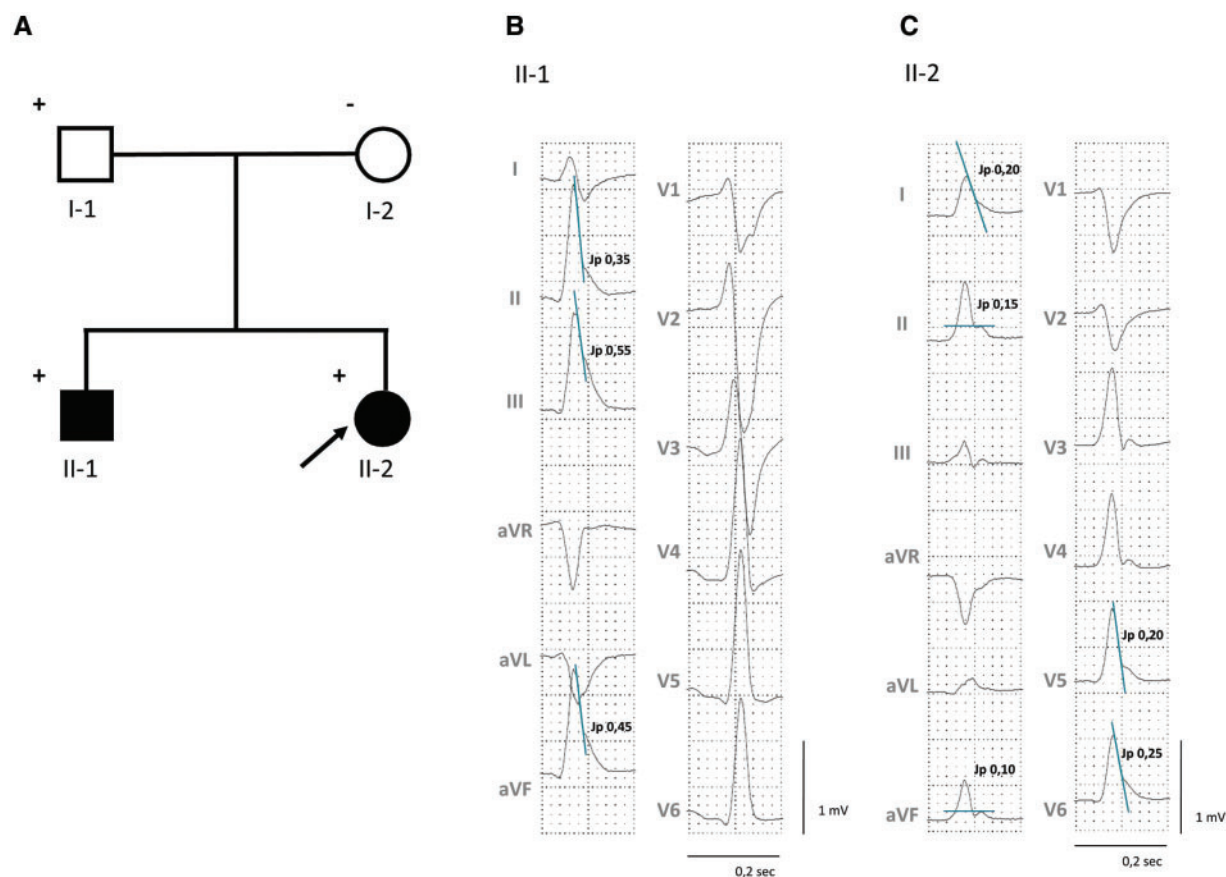 A
+
-
I-1
I-2
+
+
II-1
II-2
B
II-1
I
Jp 0,35
II
Jp 0,55
III
aVR
aVL
Jp 0,45
aVF
V1
V2
V3
V4
V5
V6
1 mV
0,2 sec
C
II-2
I
Jp 0,20
II
Jp 0,15
III
aVR
aVL
Jp 0,10
aVF
V1
V2
V3
V4
Jp 0,20
V5
Jp 0,25
V6
1 mV
0,2 sec